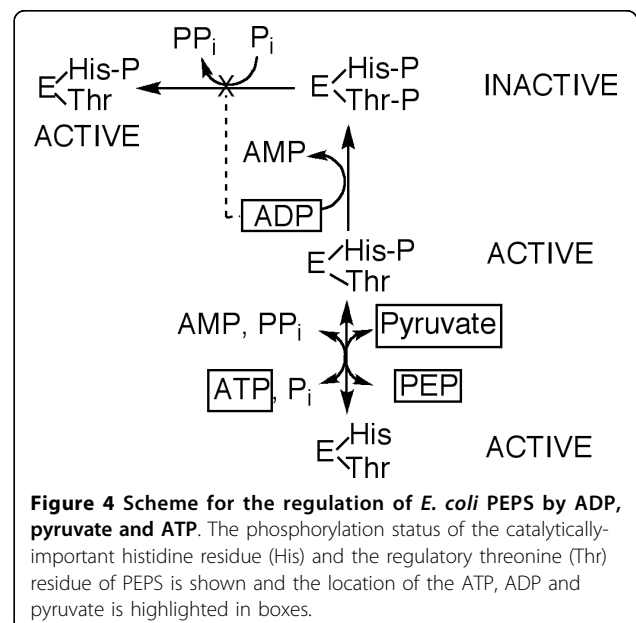 PPi Pi
E His-P Thr
ACTIVE
E His-P Thr-P
INACTIVE
AMP
ADP
E His-P Thr
ACTIVE
AMP, PPi
Pyruvate
ATP, Pi
PEP
E His Thr
ACTIVE
Figure 4 Scheme for the regulation of E. coli PEPS by ADP,
pyruvate and ATP. The phosphorylation status of the catalytically-
important histidine residue (His) and the regulatory threonine (Thr)
residue of PEPS is shown and the location of the ATP, ADP and
pyruvate is highlighted in boxes.